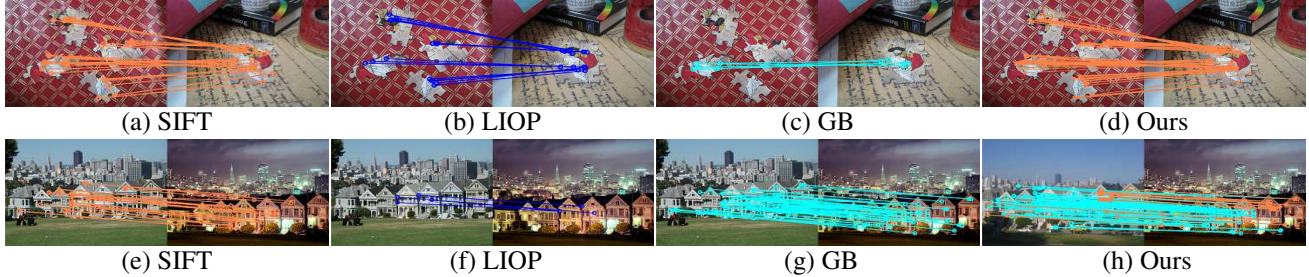 (a) SIFT
(b) LIOP
(c) GB
(d) Ours
(e) SIFT
(f) LIOP
(g) GB
(h) Ours